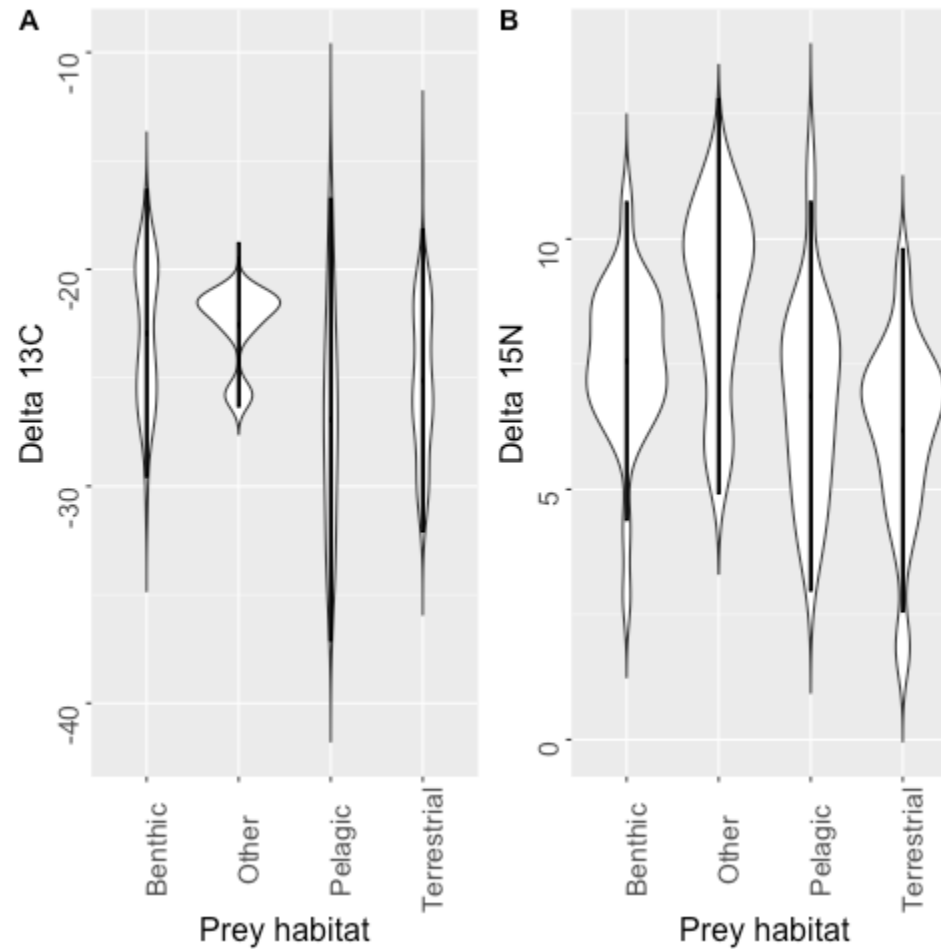 A
Delta 13C
-10
-20
-30
-40
Benthic
Other
Pelagic
Terrestrial
Prey habitat
B
Delta 15N
10
5
0
Benthic
Other
Pelagic
Terrestrial
Prey habitat